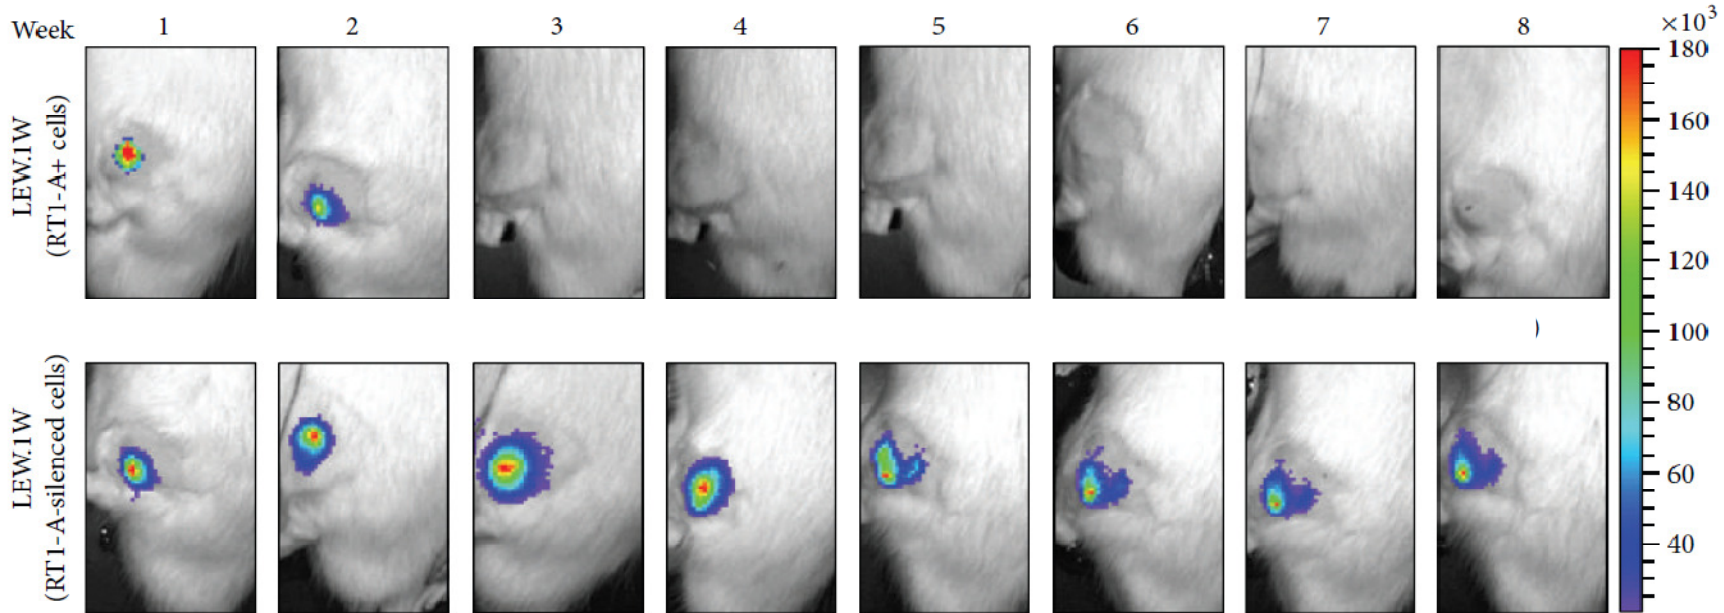 Week 1 2 3 4 5 6 7 8 ×10³
LEW.1W
(RT1-A+ cells)
LEW.1W
(RT1-A-silenced cells)
)
180
160
140
120
100
80
60
40